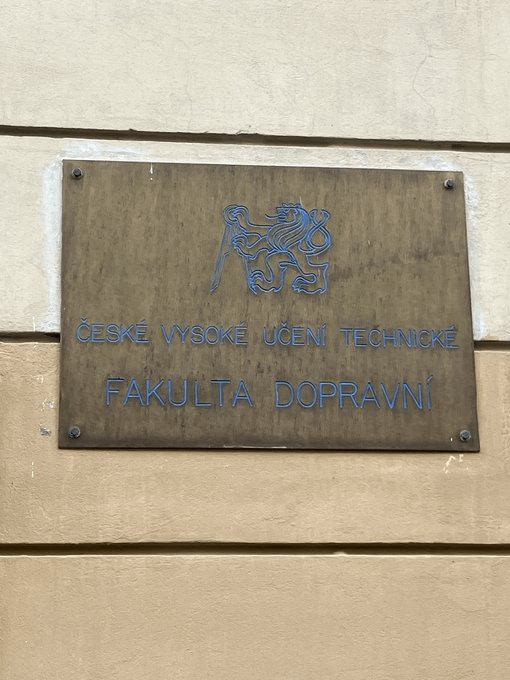 ČESKÉ VYSOKÉ UČENÍ TECHNICKÉ
FAKULTA DOPRAVNÍ